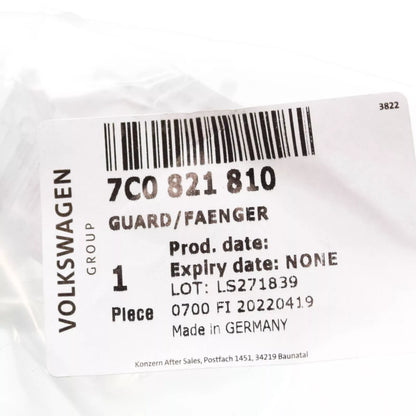 3822
VOLKSWAGEN
GROUP
7C0 821 810
GUARD/FAENGER
1
Piece
Prod. date:
Expiry date: NONE
LOT: LS271839
0700 FI 20220419
Made in GERMANY
Konzern After Sales, Postfach 1451, 34219 Baunatal